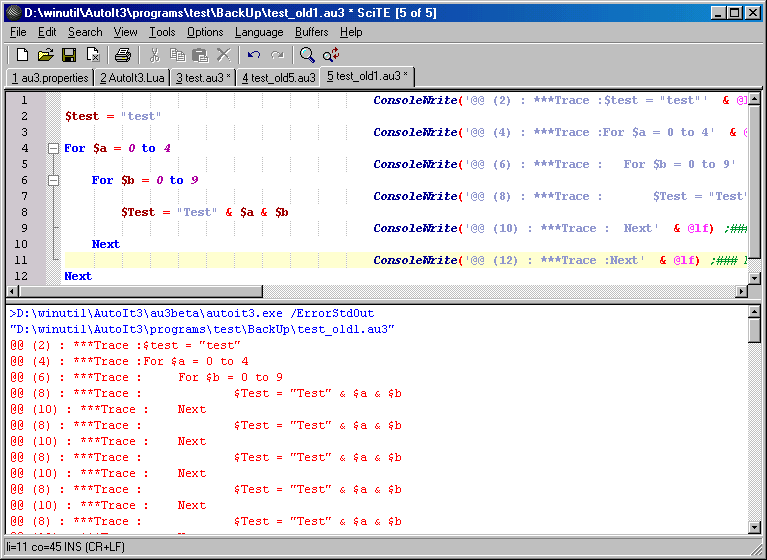 D:\winutil\AutoIt3\programs\test\BackUp\test_old1.au3 * SciTE [5 of 5]
File Edit Search View Tools Options Language Buffers Help
1 au3.properties 2 AutoIt3.Lua 3 test.au3 * 4 test_old5.au3 5 test_old1.au3 *
1 ConsoleWrite('@@ (2) : ***Trace :$test = "test"' & @l
2 $test = "test"
3 ConsoleWrite('@@ (4) : ***Trace :For $a = 0 to 4' & @
4 For $a = 0 to 4
5 ConsoleWrite('@@ (6) : ***Trace : For $b = 0 to 9'
6 For $b = 0 to 9
7 ConsoleWrite('@@ (8) : ***Trace : $Test = "Test"
8 $Test = "Test" & $a & $b
9 ConsoleWrite('@@ (10) : ***Trace : Next' & @lf) ;###
10 Next
11 ConsoleWrite('@@ (12) : ***Trace :Next' & @lf) ;###
12 Next
>D:\winutil\AutoIt3\au3beta\autoit3.exe /ErrorStdOut
"D:\winutil\AutoIt3\programs\test\BackUp\test_old1.au3"
@@ (2) : ***Trace :$test = "test"
@@ (4) : ***Trace :For $a = 0 to 4
@@ (6) : ***Trace : For $b = 0 to 9
@@ (8) : ***Trace : $Test = "Test" & $a & $b
@@ (10) : ***Trace : Next
@@ (8) : ***Trace : $Test = "Test" & $a & $b
@@ (10) : ***Trace : Next
@@ (8) : ***Trace : $Test = "Test" & $a & $b
@@ (10) : ***Trace : Next
@@ (8) : ***Trace : $Test = "Test" & $a & $b
@@ (10) : ***Trace : Next
@@ (8) : ***Trace : $Test = "Test" & $a & $b
li=11 co=45 INS (CR+LF)